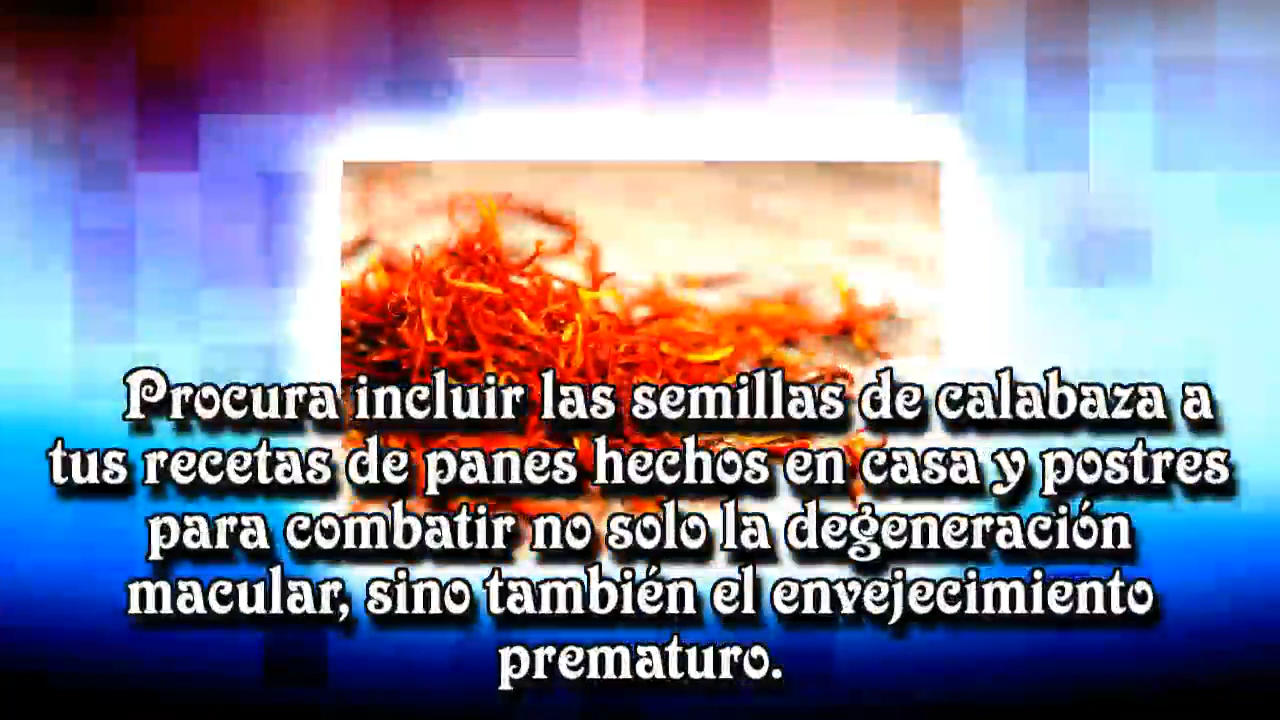 Procura incluir las semillas de calabaza a
tus recetas de panes hechos en casa y postres
para combatir no solo la degeneración
macular, sino también el envejecimiento
prematuro.